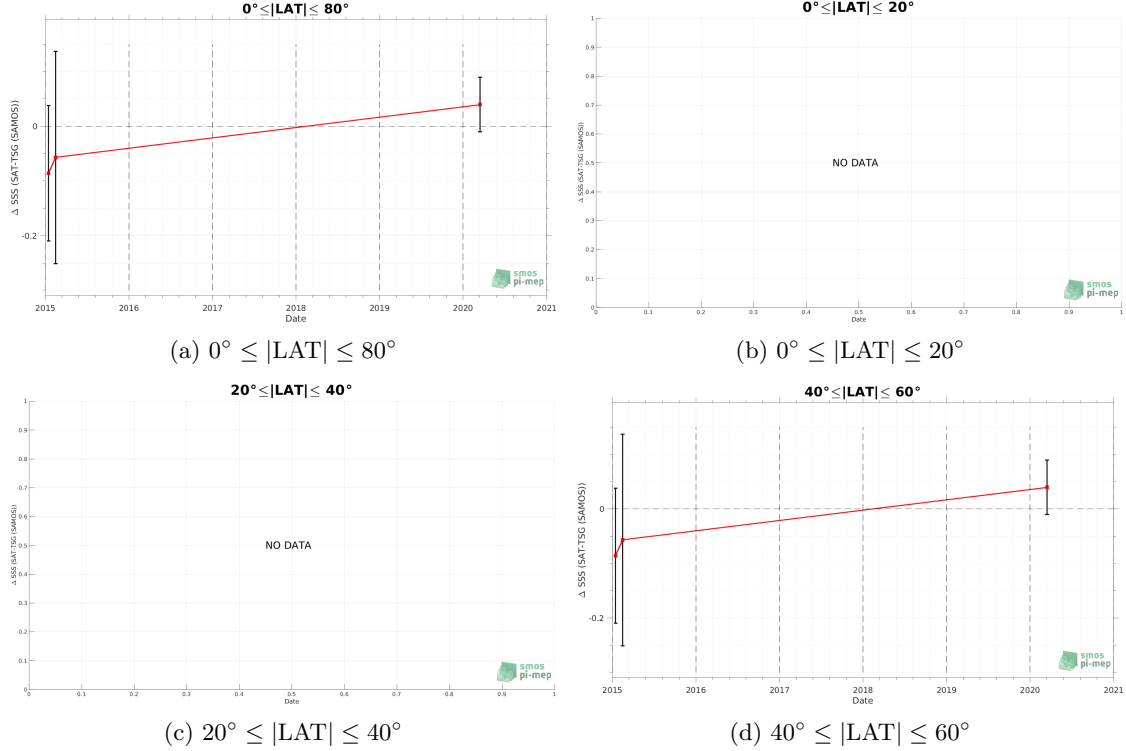 0°≤|LAT|≤ 80°
Δ SSS (SAT-TSG (SAMOS))
0
-0.2
2015 2016 2017 2018 2019 2020 2021
Date
smos
pi-mep
(a) 0° ≤ |LAT| ≤ 80°
0°≤|LAT|≤ 20°
Δ SSS (SAT-TSG (SAMOS))
1
0.9
0.8
0.7
0.6
0.5
0.4
0.3
0.2
0.1
0
NO DATA
0 0.1 0.2 0.3 0.4 0.5 0.6 0.7 0.8 0.9 1
Date
smos
pi-mep
(b) 0° ≤ |LAT| ≤ 20°
20°≤|LAT|≤ 40°
Δ SSS (SAT-TSG (SAMOS))
1
0.9
0.8
0.7
0.6
0.5
0.4
0.3
0.2
0.1
0
NO DATA
0 0.1 0.2 0.3 0.4 0.5 0.6 0.7 0.8 0.9 1
Date
smos
pi-mep
(c) 20° ≤ |LAT| ≤ 40°
40°≤|LAT|≤ 60°
Δ SSS (SAT-TSG (SAMOS))
0
-0.2
2015 2016 2017 2018 2019 2020 2021
Date
smos
pi-mep
(d) 40° ≤ |LAT| ≤ 60°